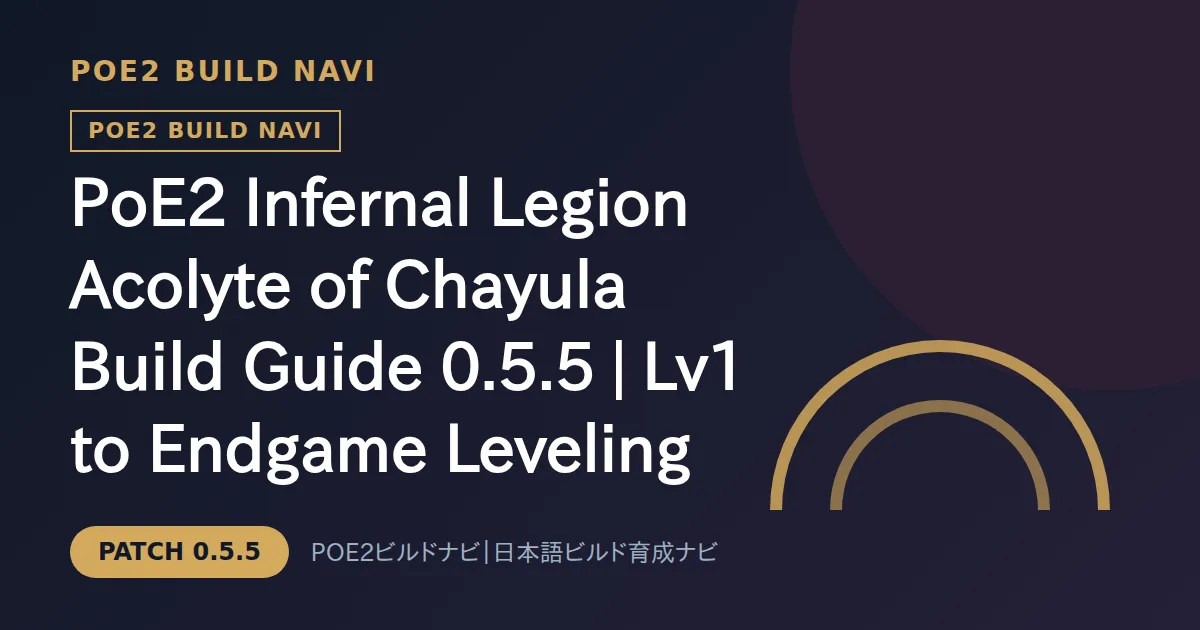 POE2 BUILD NAVI
POE2 BUILD NAVI
PoE2 Infernal Legion
Acolyte of Chayula
Build Guide 0.5.5 | Lv1
to Endgame Leveling
PATCH 0.5.5
POE2ビルドナビ|日本語ビルド育成ナビ